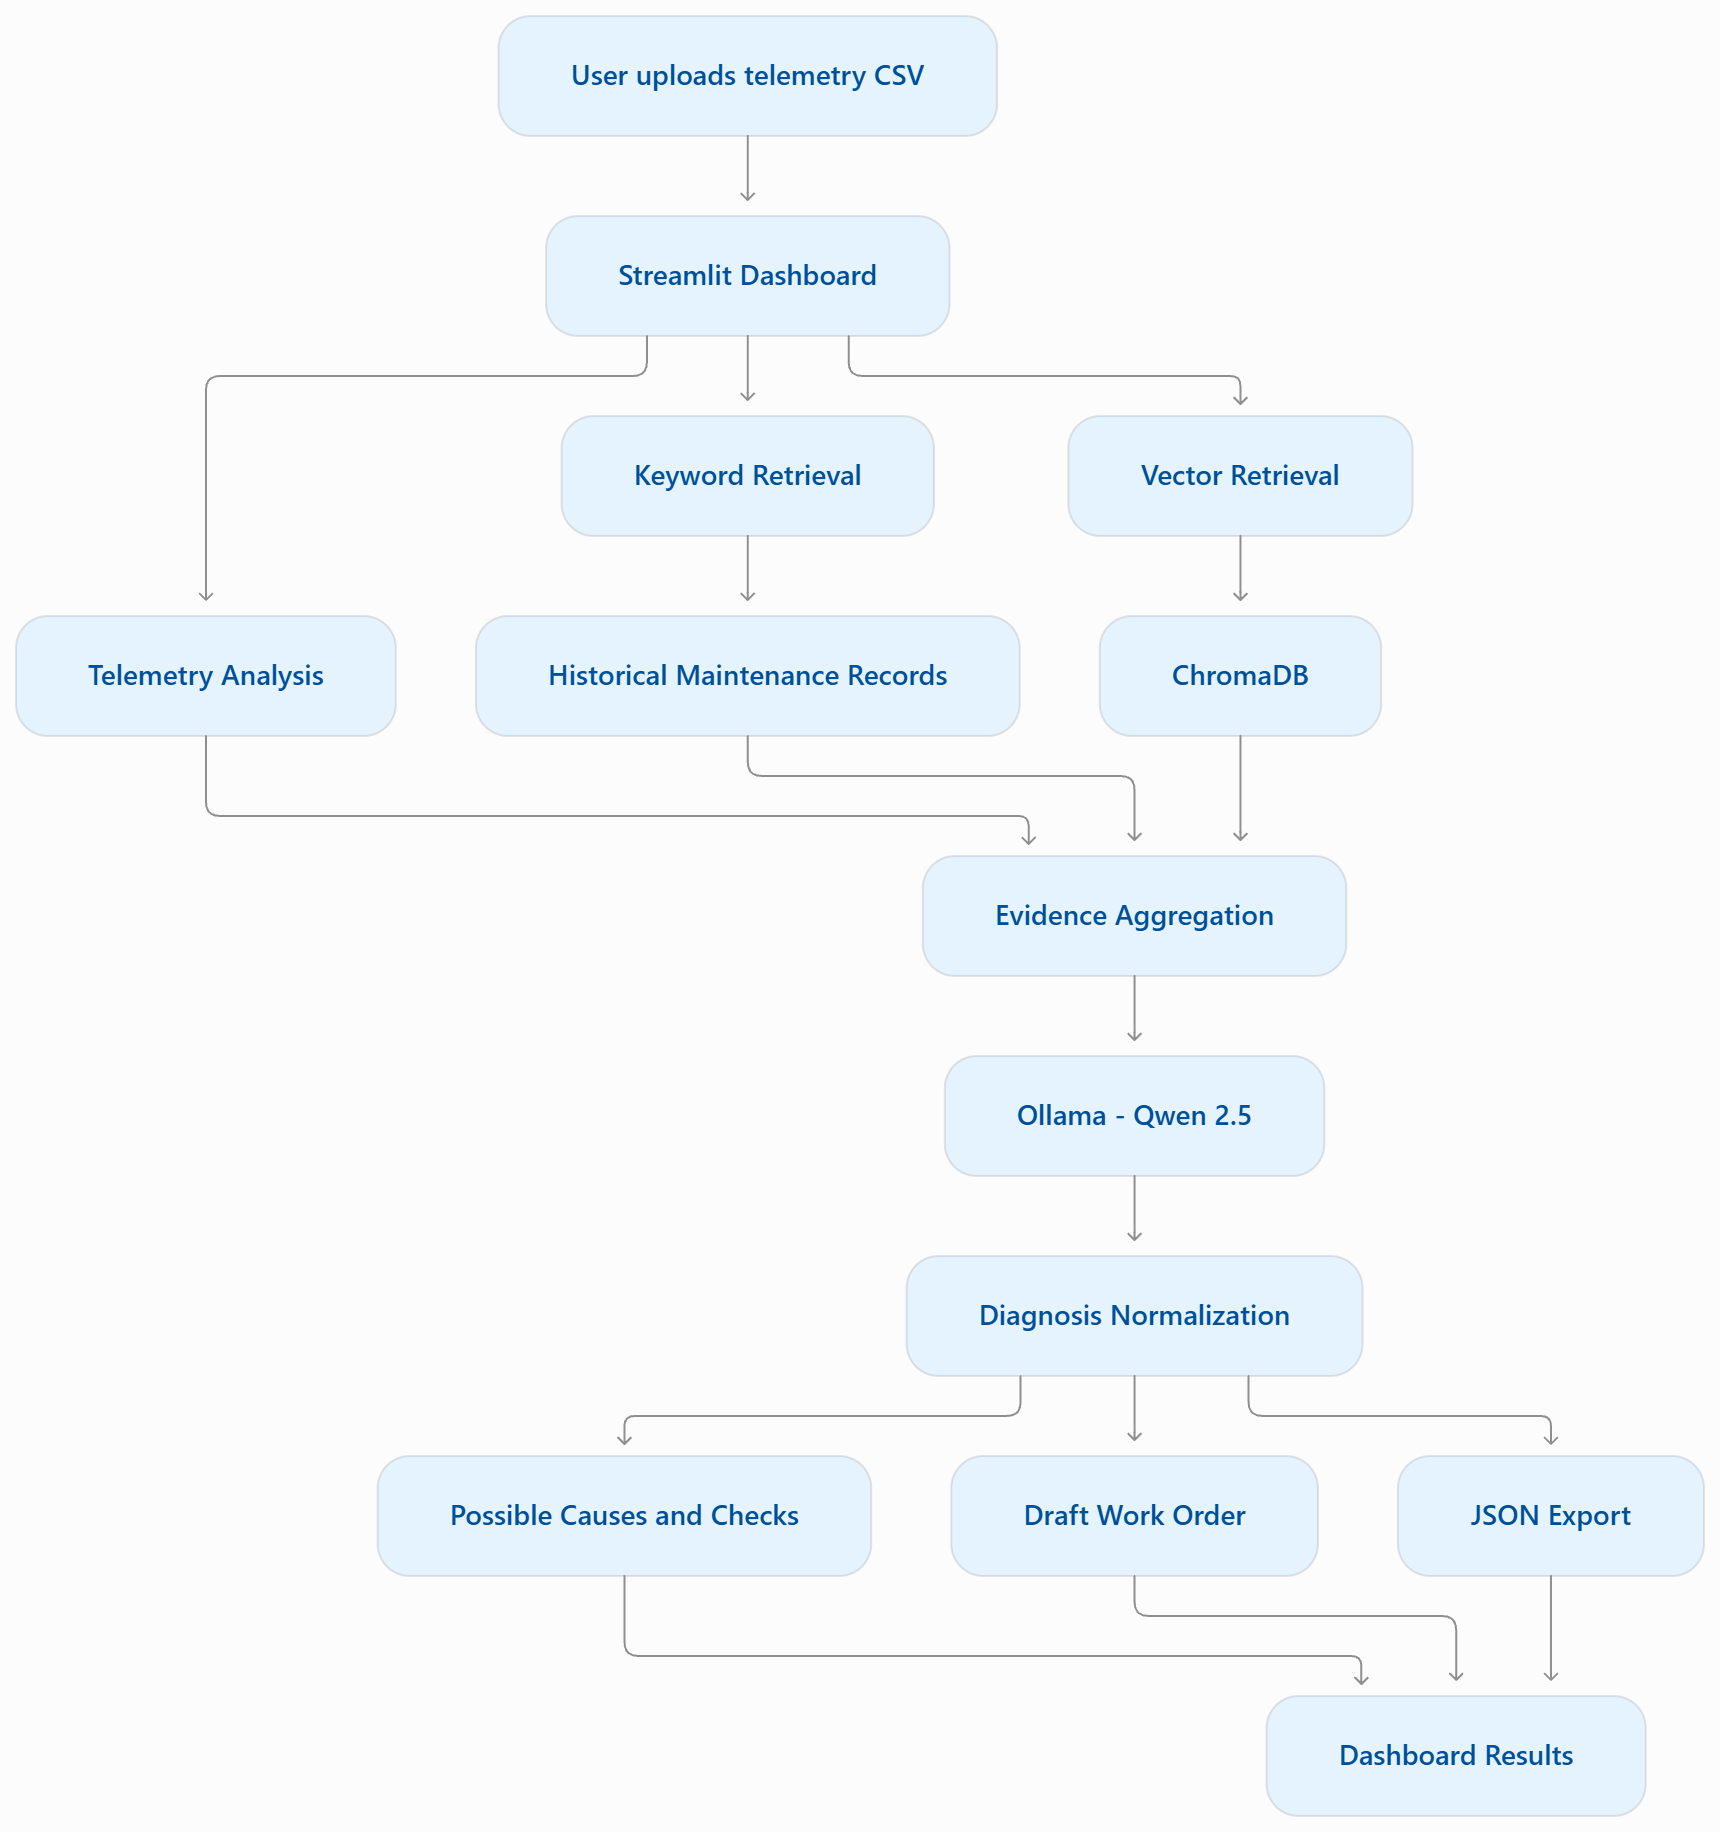 User uploads telemetry CSV
Streamlit Dashboard
Keyword Retrieval
Vector Retrieval
Telemetry Analysis
Historical Maintenance Records
ChromaDB
Evidence Aggregation
Ollama - Qwen 2.5
Diagnosis Normalization
Possible Causes and Checks
Draft Work Order
JSON Export
Dashboard Results